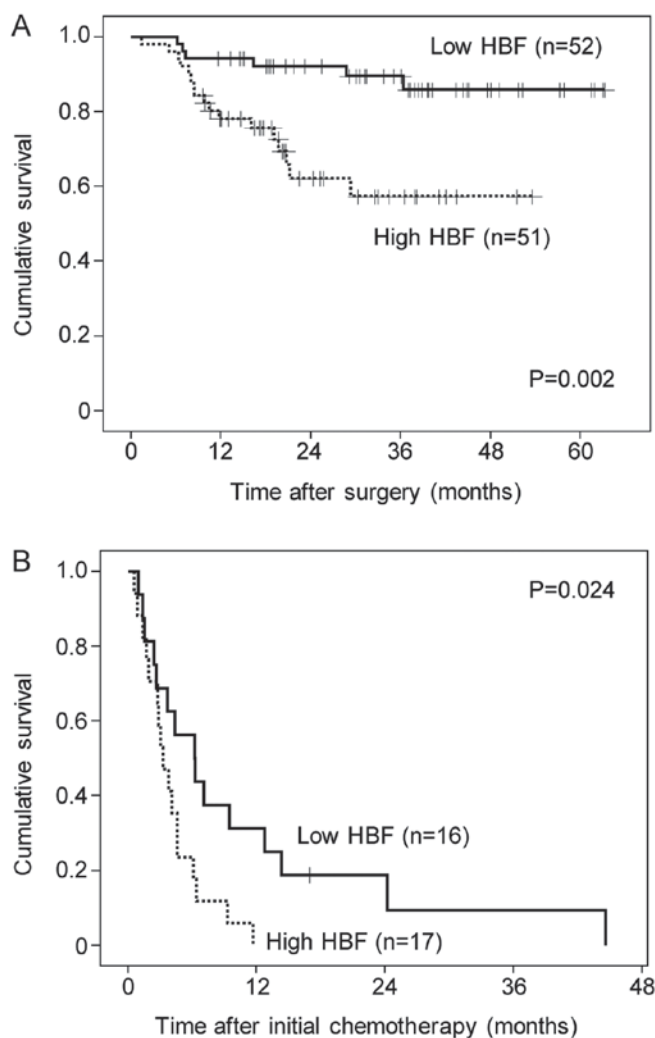 A
1.0
0.8
0.6
0.4
0.2
0
Cumulative survival
Low HBF (n=52)
High HBF (n=51)
P=0.002
0 12 24 36 48 60
Time after surgery (months)
B
1.0
0.8
0.6
0.4
0.2
0
Cumulative survival
P=0.024
Low HBF (n=16)
High HBF (n=17)
0 12 24 36 48
Time after initial chemotherapy (months)